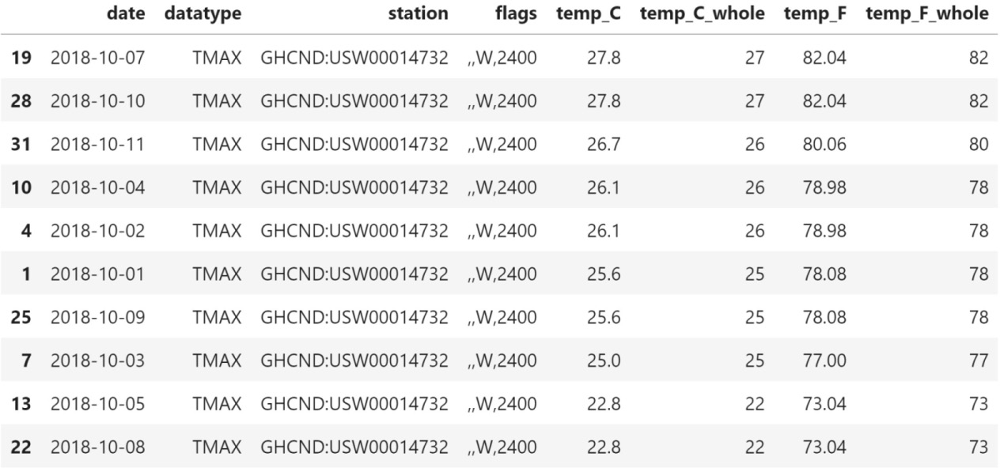 date datatype station flags temp_C temp_C_whole temp_F temp_F_whole
19 2018-10-07 TMAX GHCND:USW00014732 ,,W,2400 27.8 27 82.04 82
28 2018-10-10 TMAX GHCND:USW00014732 ,,W,2400 27.8 27 82.04 82
31 2018-10-11 TMAX GHCND:USW00014732 ,,W,2400 26.7 26 80.06 80
10 2018-10-04 TMAX GHCND:USW00014732 ,,W,2400 26.1 26 78.98 78
4 2018-10-02 TMAX GHCND:USW00014732 ,,W,2400 26.1 26 78.98 78
1 2018-10-01 TMAX GHCND:USW00014732 ,,W,2400 25.6 25 78.08 78
25 2018-10-09 TMAX GHCND:USW00014732 ,,W,2400 25.6 25 78.08 78
7 2018-10-03 TMAX GHCND:USW00014732 ,,W,2400 25.0 25 77.00 77
13 2018-10-05 TMAX GHCND:USW00014732 ,,W,2400 22.8 22 73.04 73
22 2018-10-08 TMAX GHCND:USW00014732 ,,W,2400 22.8 22 73.04 73